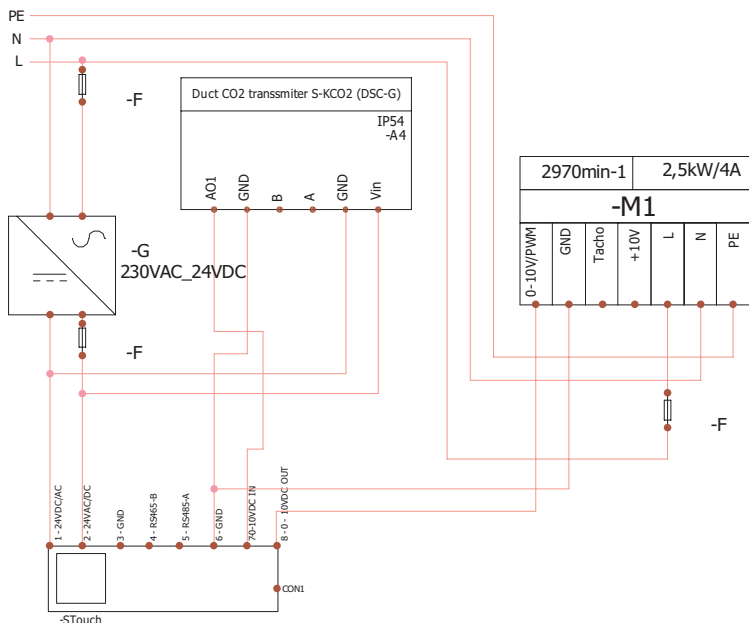 PE
N
L
-F
Duct CO2 transsmiter S-KCO2 (DSC-G)
IP54
-A4
AO1
GND
B
A
GND
Vin
2970min-1
2,5kW/4A
-M1
0-10V/PWM
GND
Tacho
+10V
L
N
PE
-G
230VAC_24VDC
-F
-F
1 - 24VDC/AC
2 - 24VAC/DC
3 - GND
4 - RS465-B
5 - RS485-A
6 - GND
7-0-10VDC IN
8 - 0 - 10VDC OUT
CON1
-STouch